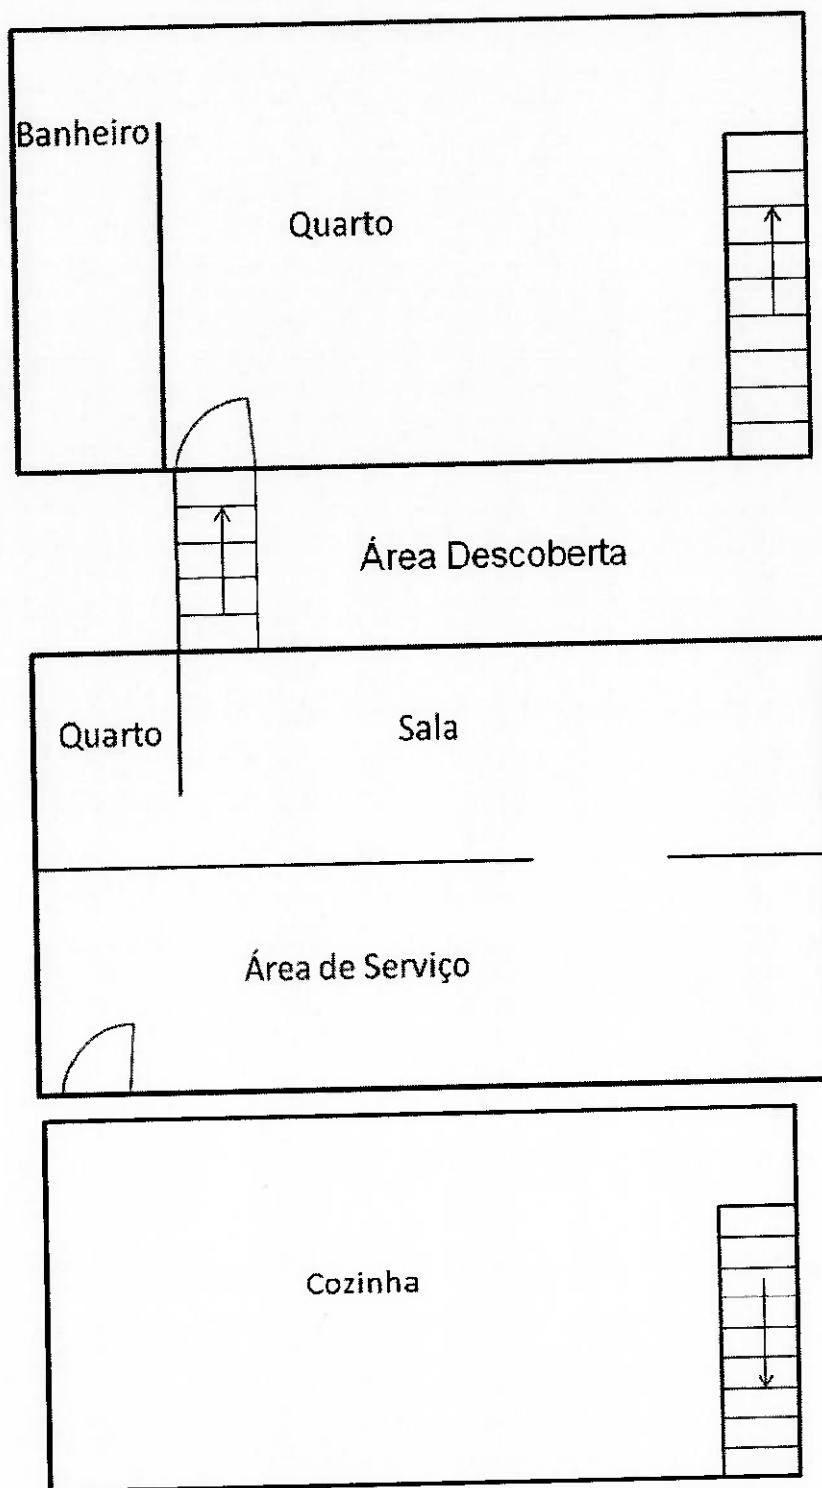 Banheiro
Quarto
Área Descoberta
Quarto
Sala
Área de Serviço
Cozinha